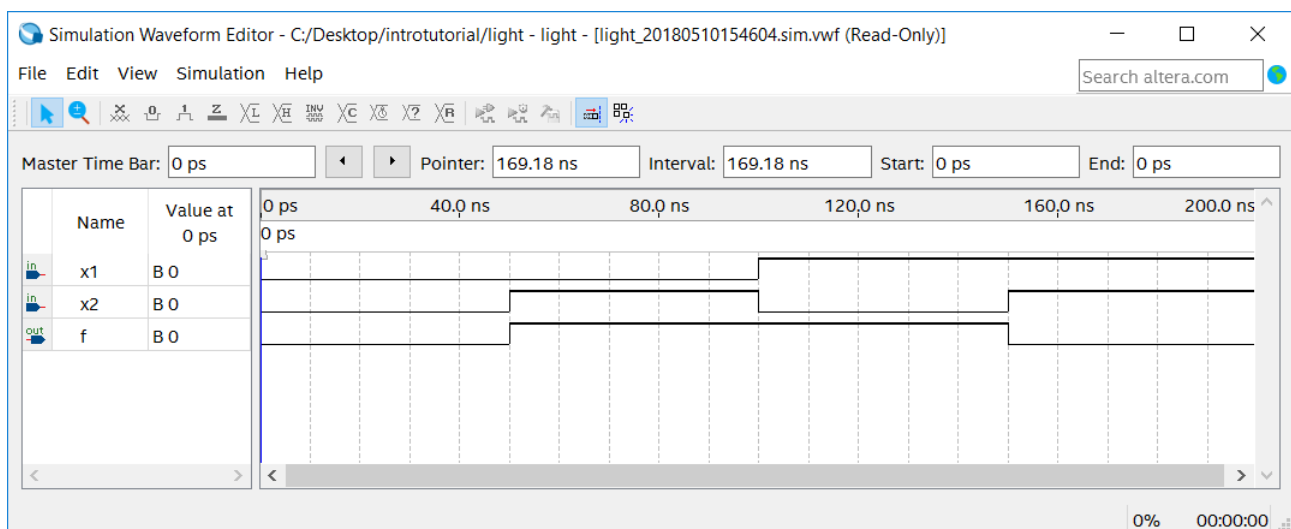 Simulation Waveform Editor - C:/Desktop/introtutorial/light - light - [light_20180510154604.sim.vwf (Read-Only)]
File Edit View Simulation Help
Search altera.com
Master Time Bar: 0 ps Pointer: 169.18 ns Interval: 169.18 ns Start: 0 ps End: 0 ps
Name Value at 0 ps
0 ps 40.0 ns 80.0 ns 120.0 ns 160.0 ns 200.0 ns
0 ps
in x1 B 0
in x2 B 0
out f B 0
0% 00:00:00